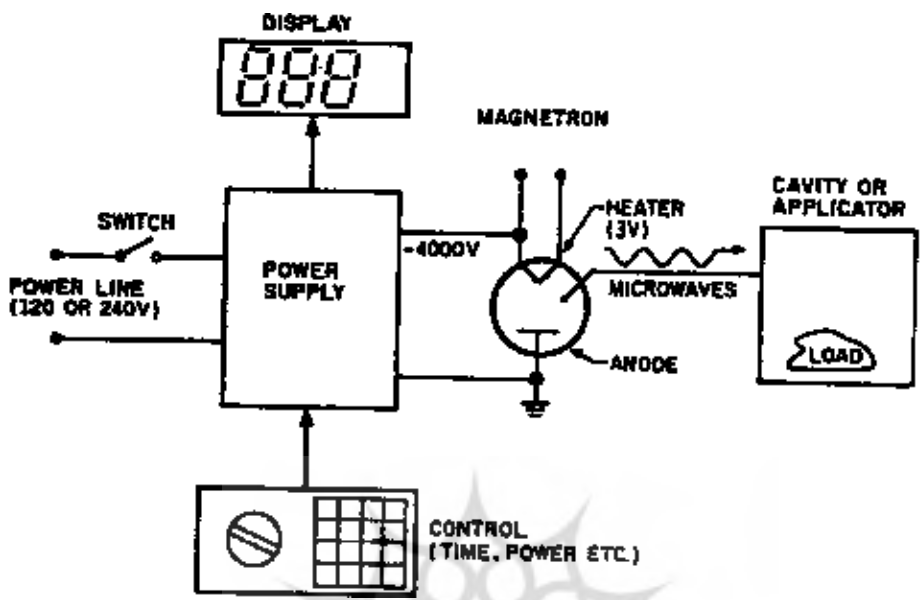 DISPLAY
888
MAGNETRON
SWITCH
POWER LINE
(120 OR 240V)
POWER
SUPPLY
-4000V
HEATER
(3V)
MICROWAVES
ANODE
CAVITY OR
APPLICATOR
LOAD
CONTROL
(TIME, POWER ETC.)